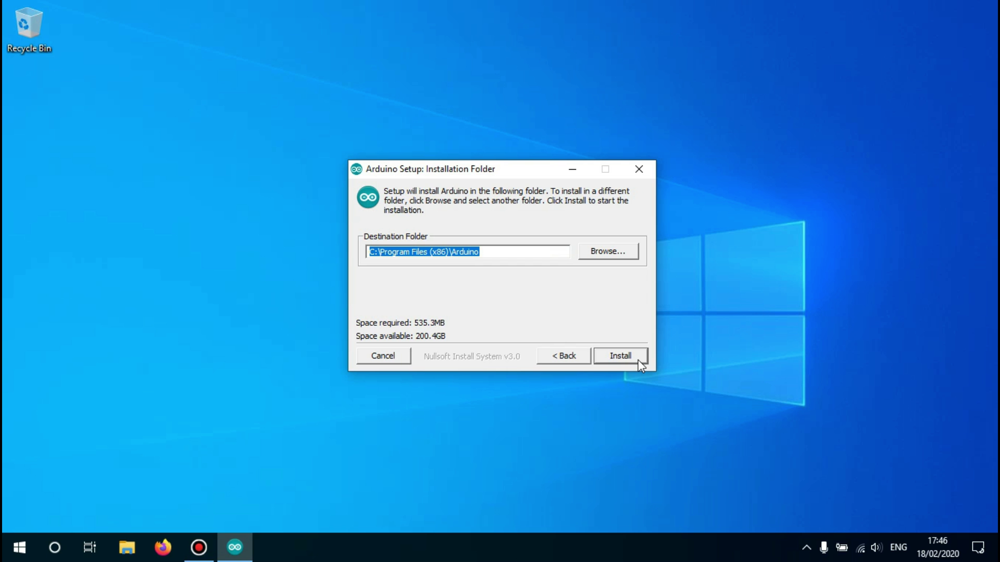 Recycle Bin
Arduino Setup: Installation Folder
Setup will install Arduino in the following folder. To install in a different
folder, click Browse and select another folder. Click Install to start the
installation.
Destination Folder
C:\Program Files (x86)\Arduino
Browse...
Space required: 535.3MB
Space available: 200.4GB
Cancel
Nullsoft Install System v3.0
< Back
Install
ENG
17:46
18/02/2020